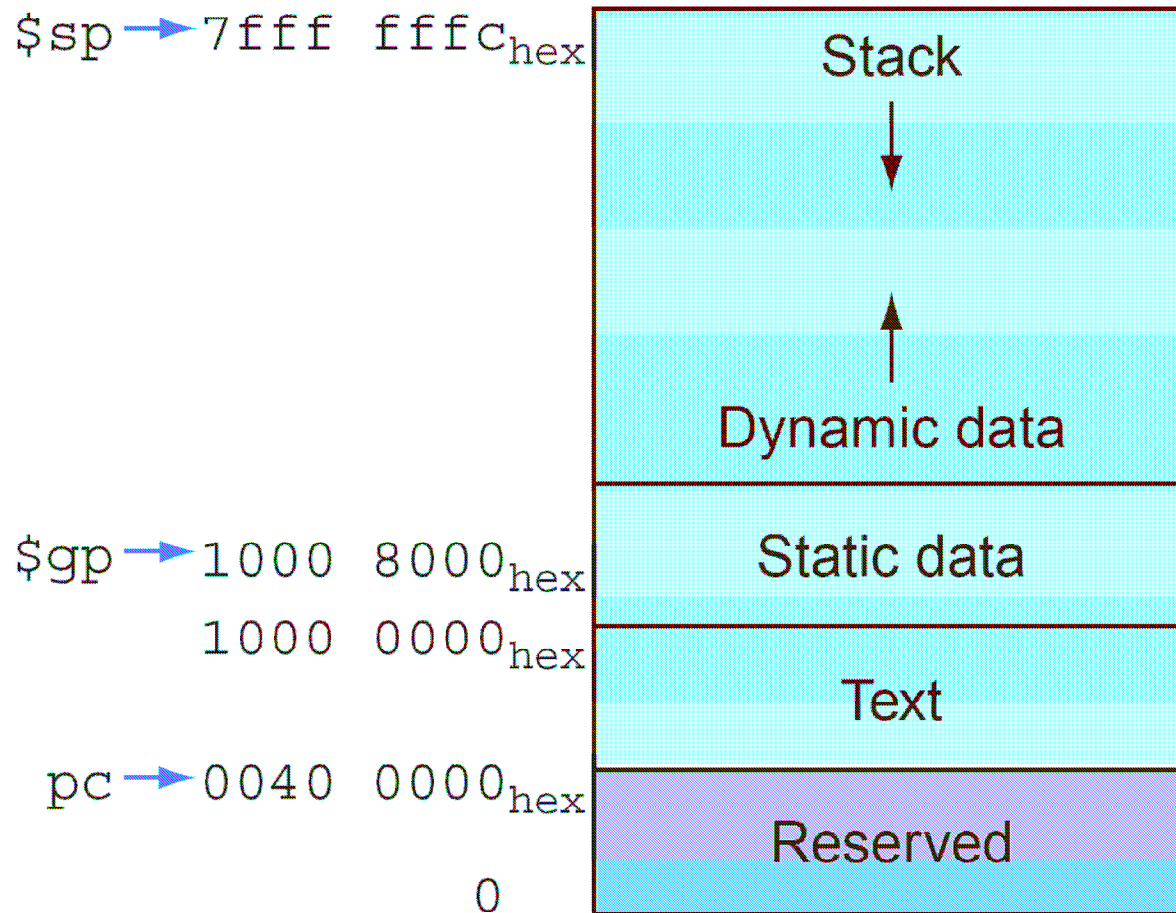 $sp 7fff fffchex
Stack
Dynamic data
$gp 1000 8000hex
Static data
1000 0000hex
Text
pc 0040 0000hex
Reserved
0